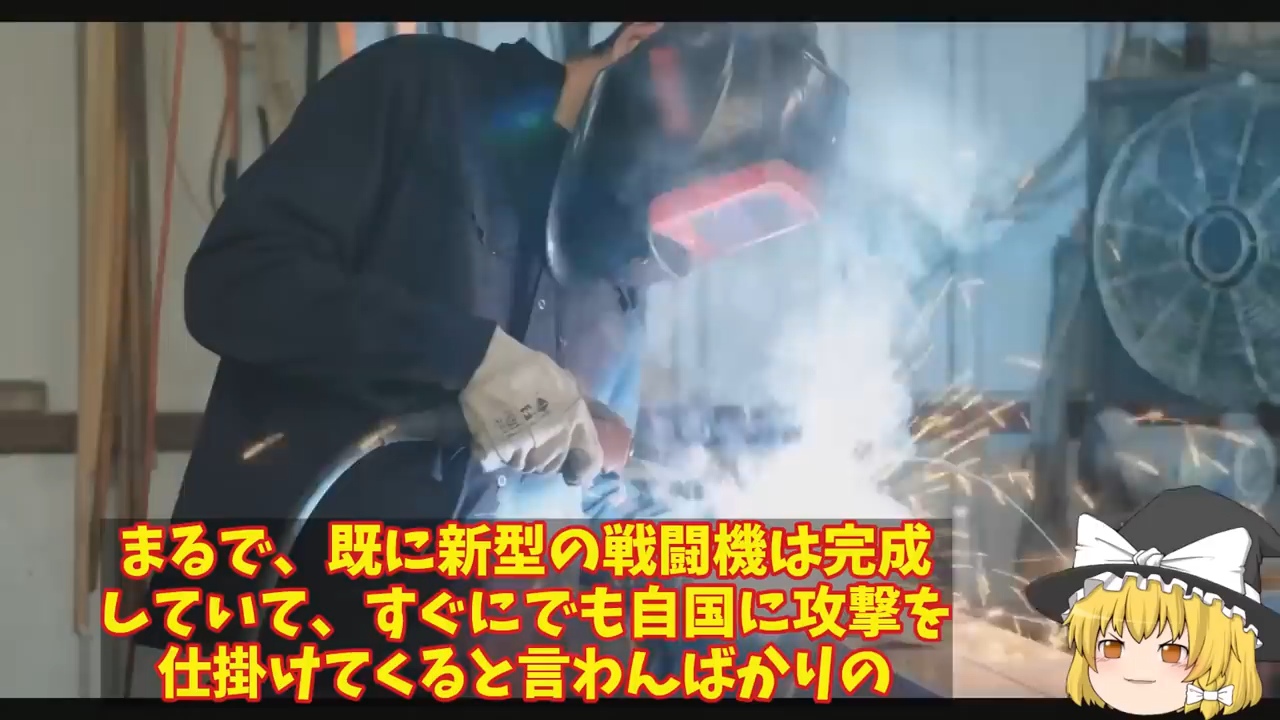 まるで、既に新型の戦闘機は完成
していて、すぐにでも自国に攻撃を
仕掛けてくると言わんばかりの